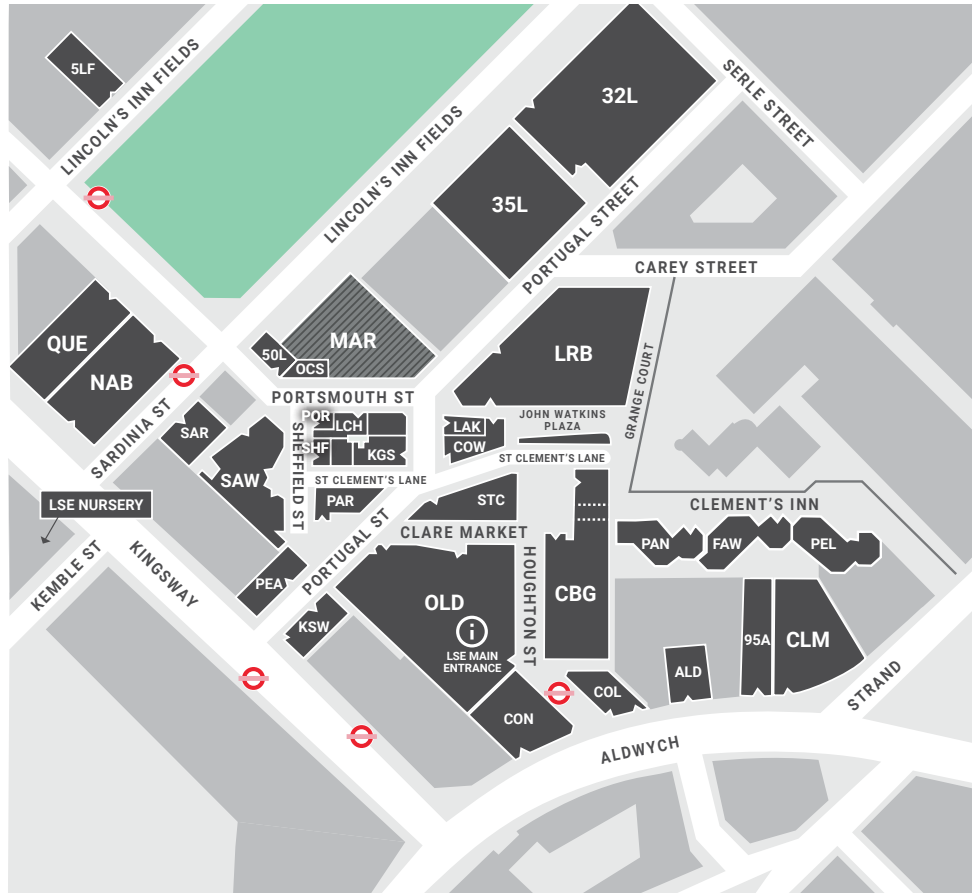 5LF
LINCOLN'S INN FIELDS
32L
SERLE STREET
LINCOLN'S INN FIELDS
35L
PORTUGAL STREET
CAREY STREET
QUE
NAB
50L
OCS
MAR
LRB
GRANGE COURT
PORTSMOUTH ST
SARDINIA ST
SAR
SAW
SHEFFIELD ST
POR
LCH
SHF
KGS
LAK
COW
JOHN WATKINS
PLAZA
ST CLEMENT'S LANE
ST CLEMENT'S LANE
PAR
STC
LSE NURSERY
CLEMENT'S INN
CLARE MARKET
PORTUGAL ST
HOUGHTON ST
PAN
FAW
PEL
KEMBLE ST
KINGSWAY
PEA
KSW
OLD
i
LSE MAIN
ENTRANCE
CBG
95A
CLM
ALD
COL
CON
STRAND
ALDWYCH